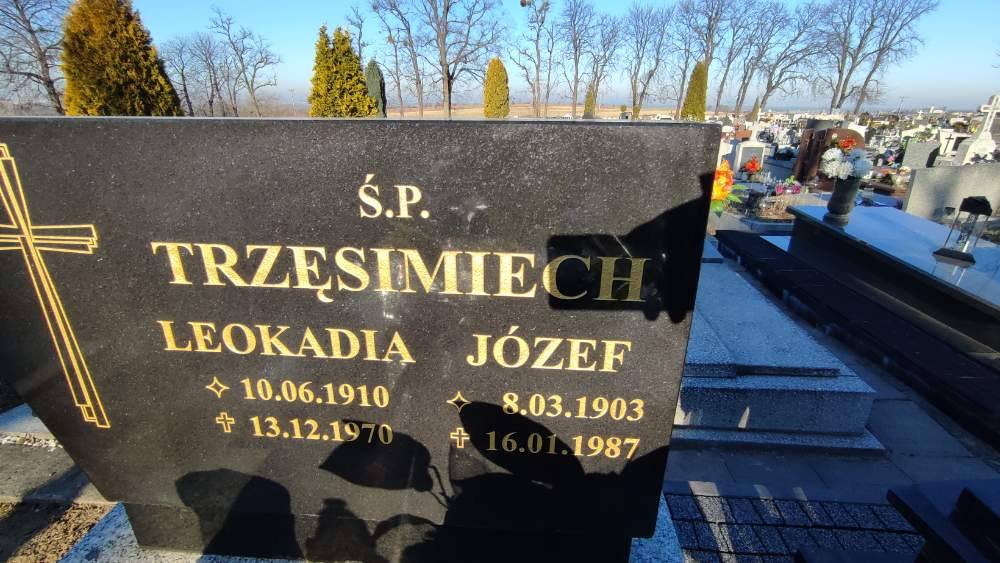 Ś.P.
TRZĘSIMIECH
LEOKADIA JÓZEF
10.06.1910 8.03.1903
13.12.1970 16.01.1987